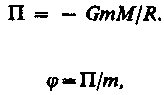 Π = − GmM/R.
φ = Π/m,